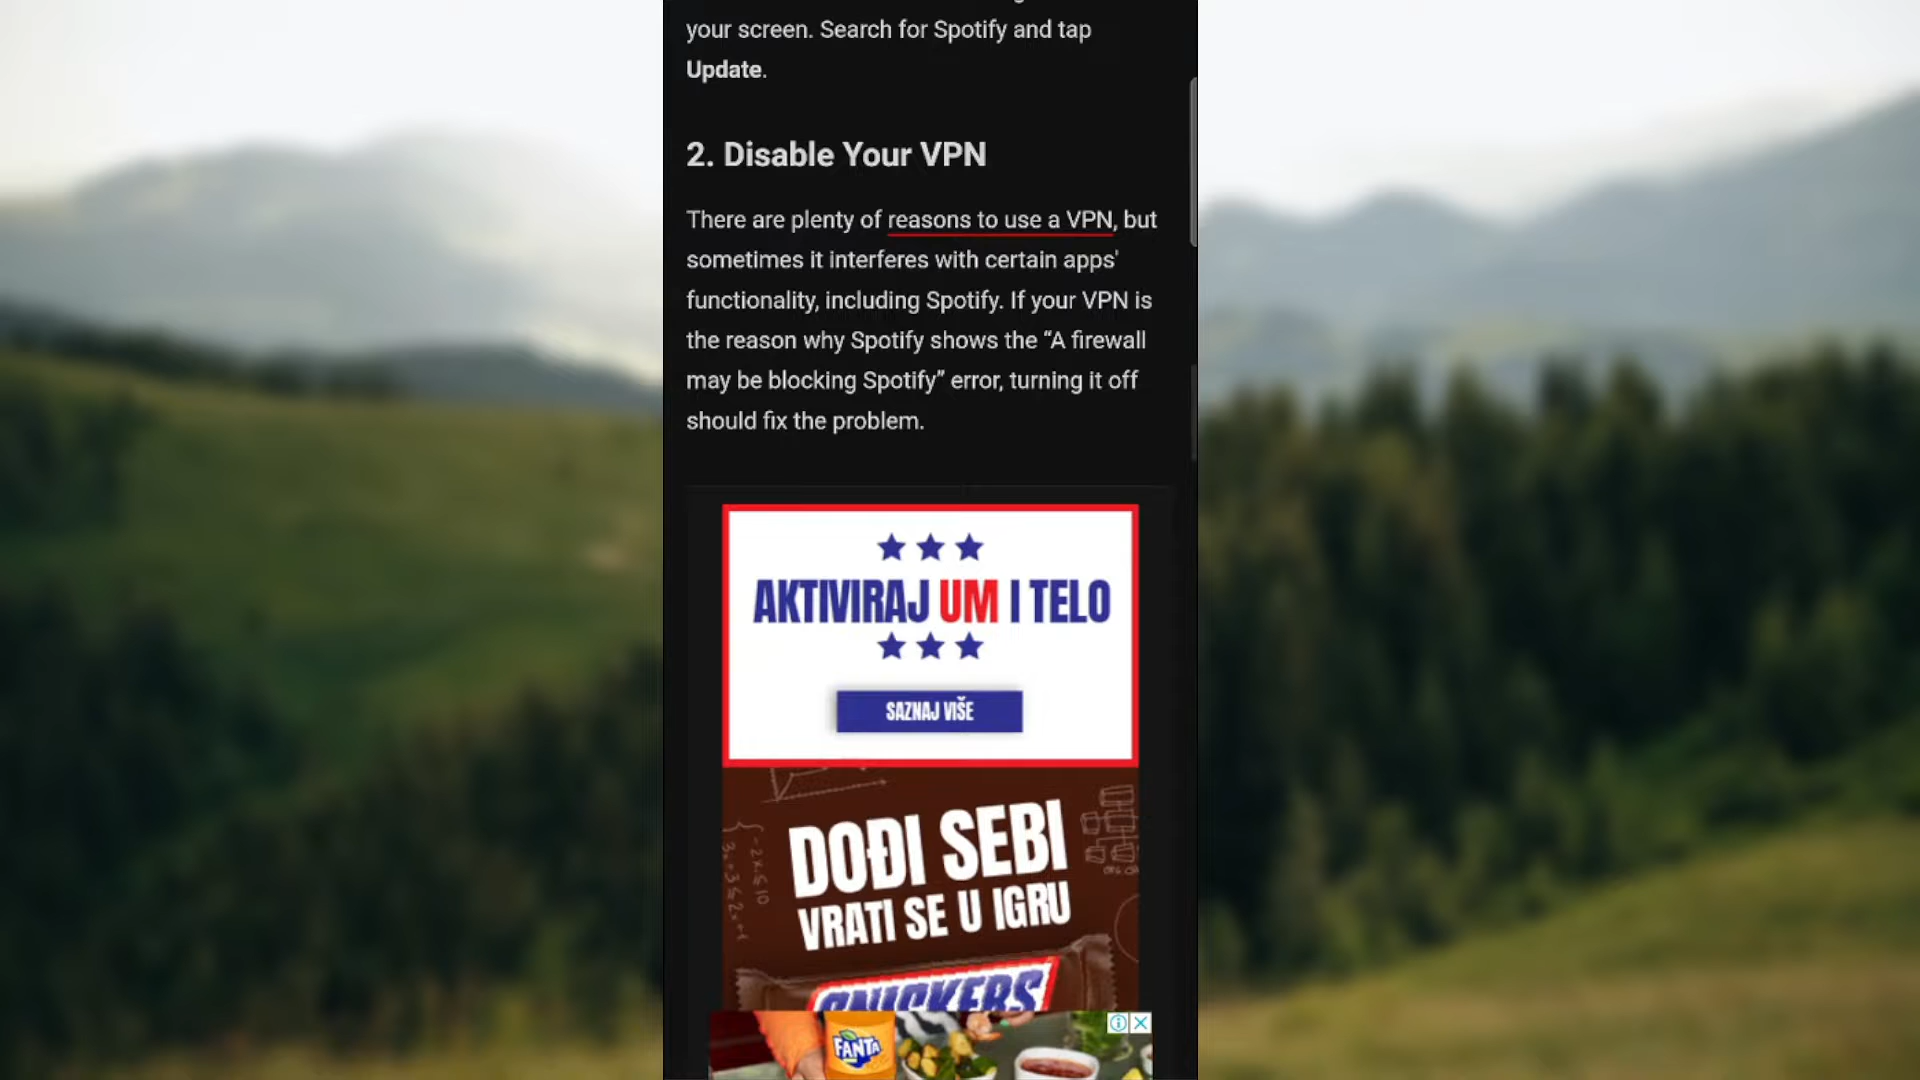 your screen. Search for Spotify and tap
Update.
2. Disable Your VPN
There are plenty of reasons to use a VPN, but
sometimes it interferes with certain apps'
functionality, including Spotify. If your VPN is
the reason why Spotify shows the “A firewall
may be blocking Spotify” error, turning it off
should fix the problem.
AKTIVIRAJ UM I TELO
SAZNAJ VIŠE
DOĐI SEBI
VRATI SE U IGRU
SNICKERS
FANTA